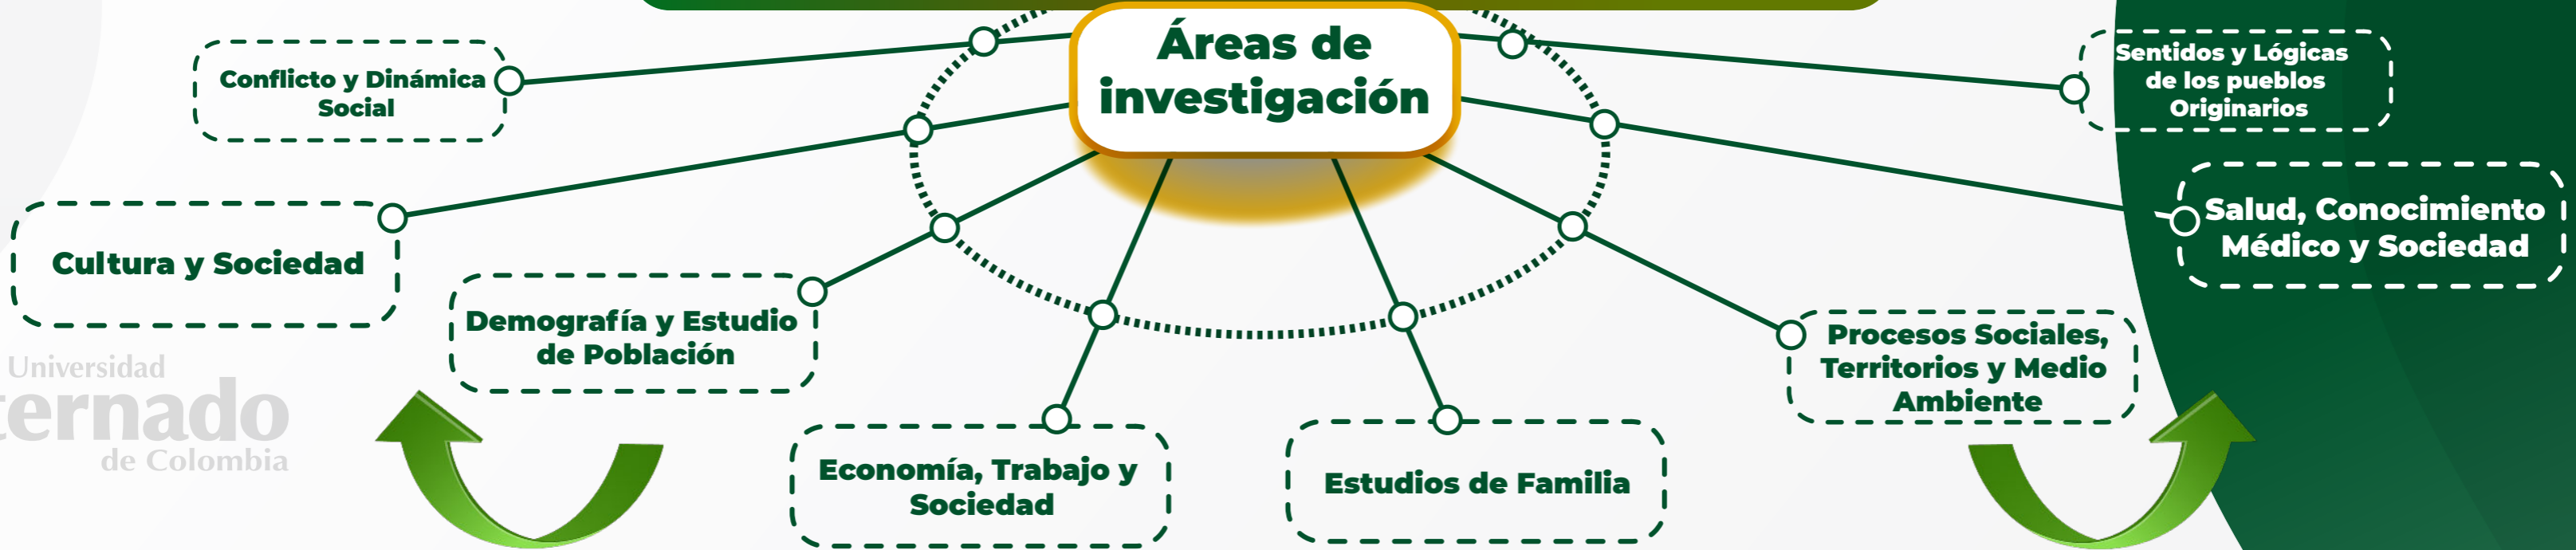 Áreas de
investigación
Conflicto y Dinámica
Social
Cultura y Sociedad
Demografía y Estudio
de Población
Economía, Trabajo y
Sociedad
Estudios de Familia
Procesos Sociales,
Territorios y Medio
Ambiente
Salud, Conocimiento
Médico y Sociedad
Sentidos y Lógicas
de los pueblos
Originarios
Universidad
ternado
de Colombia